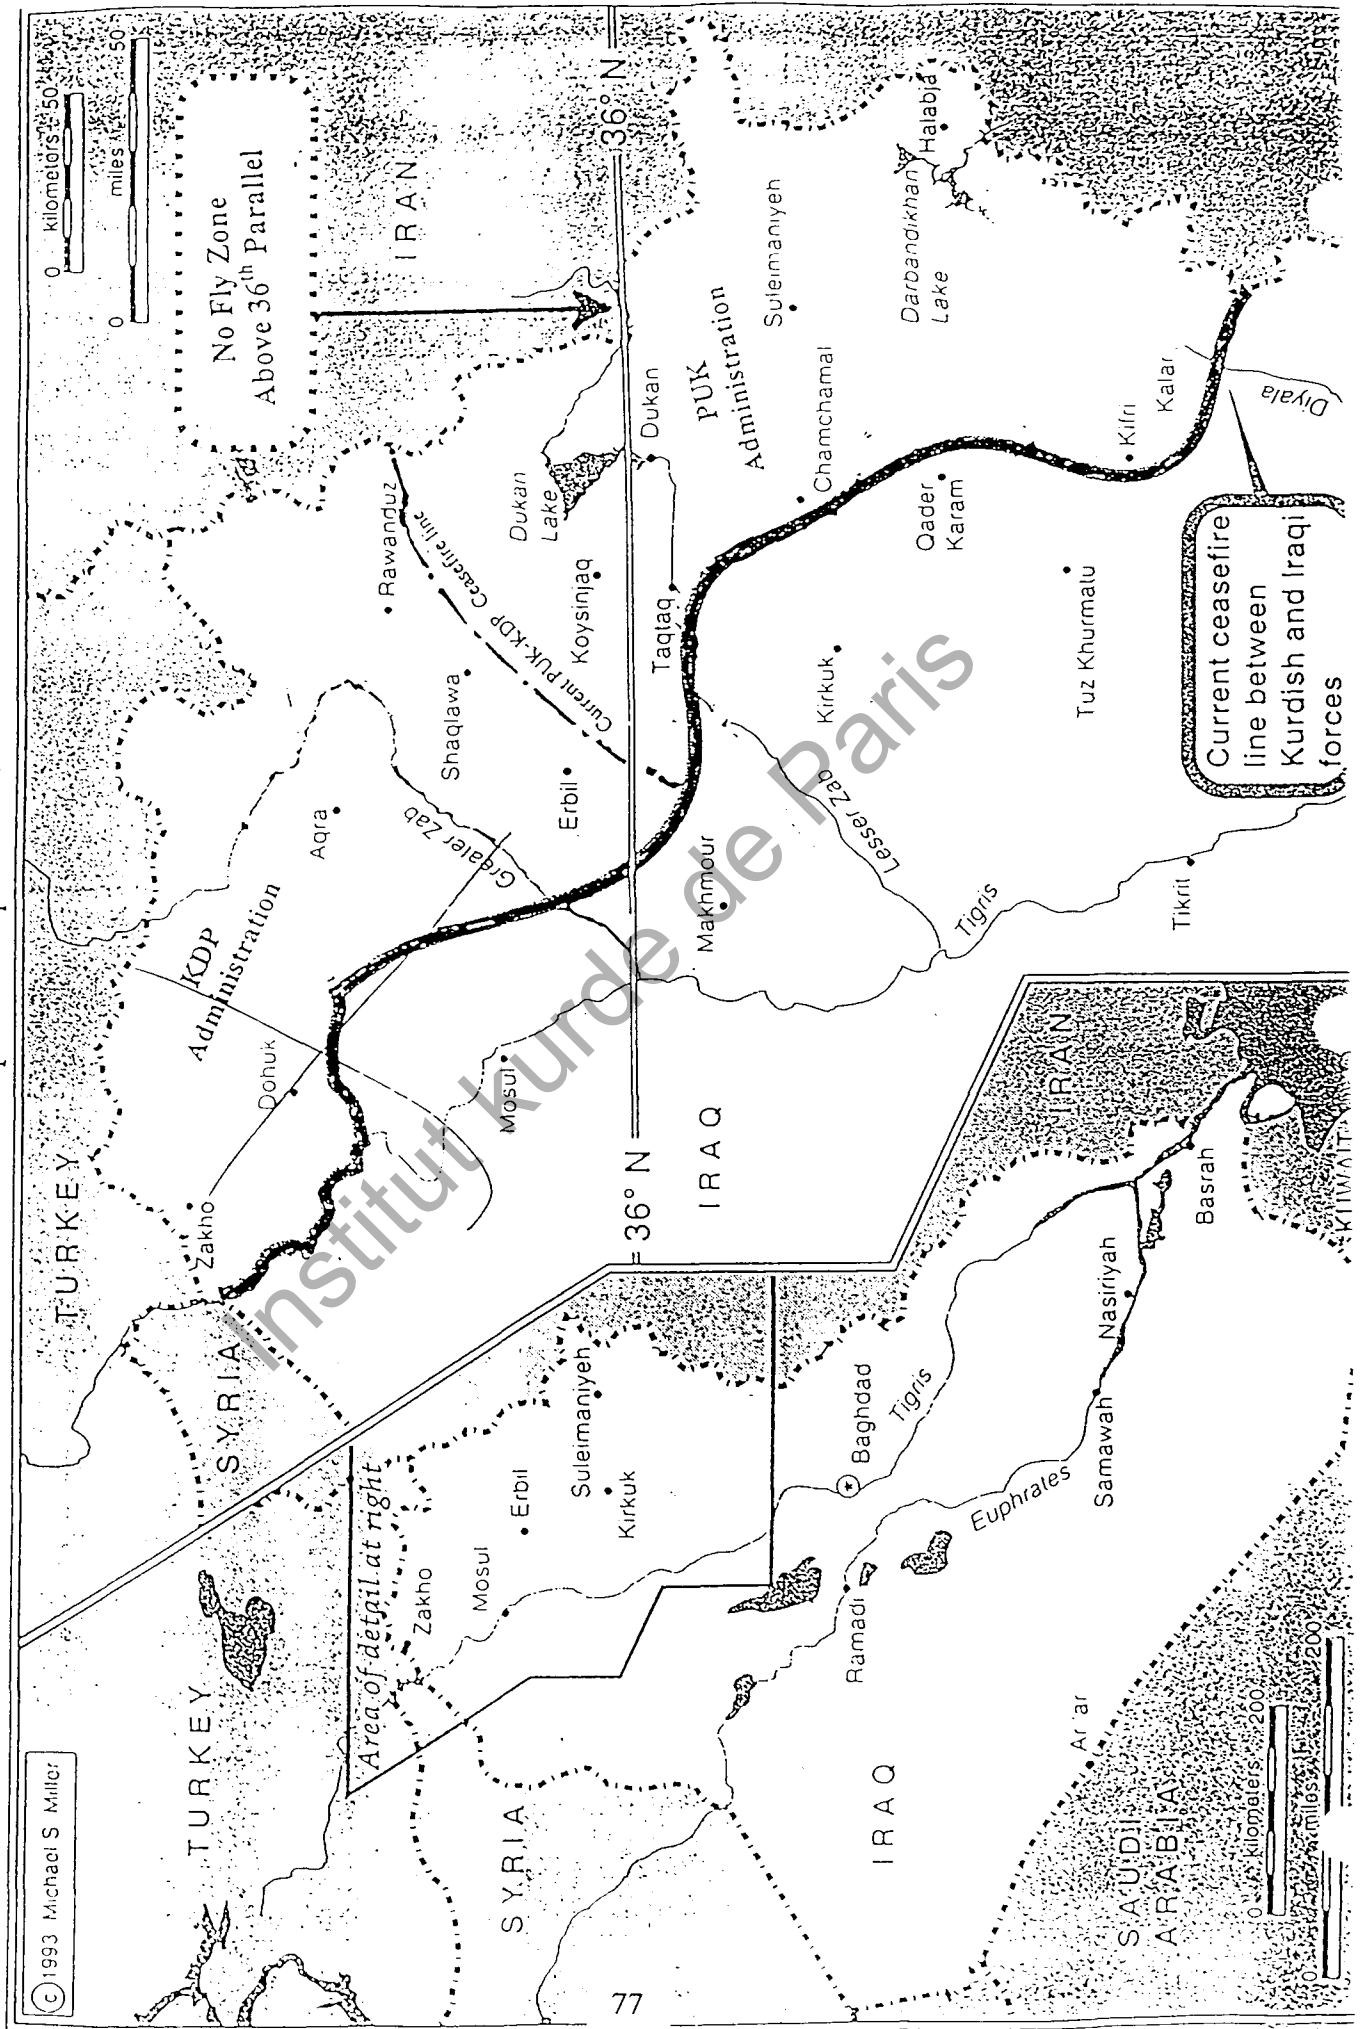 © 1993 Michael S Miller
TURKEY
SYRIA
Area of detail at right
Zakho
Mosul
Erbil
Suleimaniyeh
Kirkuk
Ramadi
Baghdad
Tigris
Euphrates
Samawah
Nasiriyah
Basrah
IRAQ
IRAN
KUWAIT
Ar ar
SAUDI
ARABIA
0 kilometers 200
0 miles 200
TURKEY
SYRIA
Zakho
Dohuk
KDP
Administration
Aqra
Greater Zab
Shaqlawa
Rawanduz
Mosul
Erbil
Current PUK-KDP Ceasefire line
Koysinjaq
Dukan
Lake
Dukan
No Fly Zone
Above 36th Parallel
0 kilometers 50
0 miles 50
IRAN
36° N
36° N
IRAQ
Makhmour
Taqtaq
PUK
Administration
Suleimaniyeh
Chamchamal
Kirkuk
Lesser Zab
Tigris
Qader
Karam
Darbandikhan
Lake
Halabja
Tuz Khurmatu
Kifri
Kalar
Diyala
Tikrit
Current ceasefire
line between
Kurdish and Iraqi
forces
Institut kurde de Paris
77